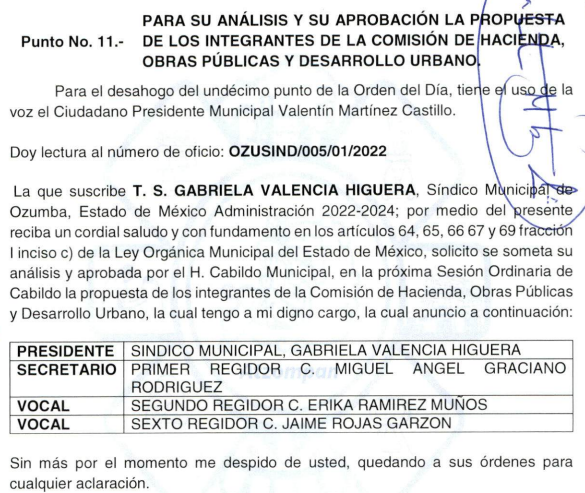 PARA SU ANÁLISIS Y SU APROBACIÓN LA PROPUESTA
Punto No. 11.- DE LOS INTEGRANTES DE LA COMISIÓN DE HACIENDA,
OBRAS PÚBLICAS Y DESARROLLO URBANO.
Para el desahogo del undécimo punto de la Orden del Día, tiene el uso de la
voz el Ciudadano Presidente Municipal Valentín Martínez Castillo.
Doy lectura al número de oficio: OZUSIND/005/01/2022
La que suscribe T. S. GABRIELA VALENCIA HIGUERA, Síndico Municipal de
Ozumba, Estado de México Administración 2022-2024; por medio del presente
reciba un cordial saludo y con fundamento en los artículos 64, 65, 66 67 y 69 fracción
I inciso c) de la Ley Orgánica Municipal del Estado de México, solicito se someta su
análisis y aprobada por el H. Cabildo Municipal, en la próxima Sesión Ordinaria de
Cabildo la propuesta de los integrantes de la Comisión de Hacienda, Obras Públicas
y Desarrollo Urbano, la cual tengo a mi digno cargo, la cual anuncio a continuación:
PRESIDENTE SINDICO MUNICIPAL, GABRIELA VALENCIA HIGUERA
SECRETARIO PRIMER REGIDOR C. MIGUEL ANGEL GRACIANO
RODRIGUEZ
VOCAL SEGUNDO REGIDOR C. ERIKA RAMIREZ MUÑOS
VOCAL SEXTO REGIDOR C. JAIME ROJAS GARZON
Sin más por el momento me despido de usted, quedando a sus órdenes para
cualquier aclaración.